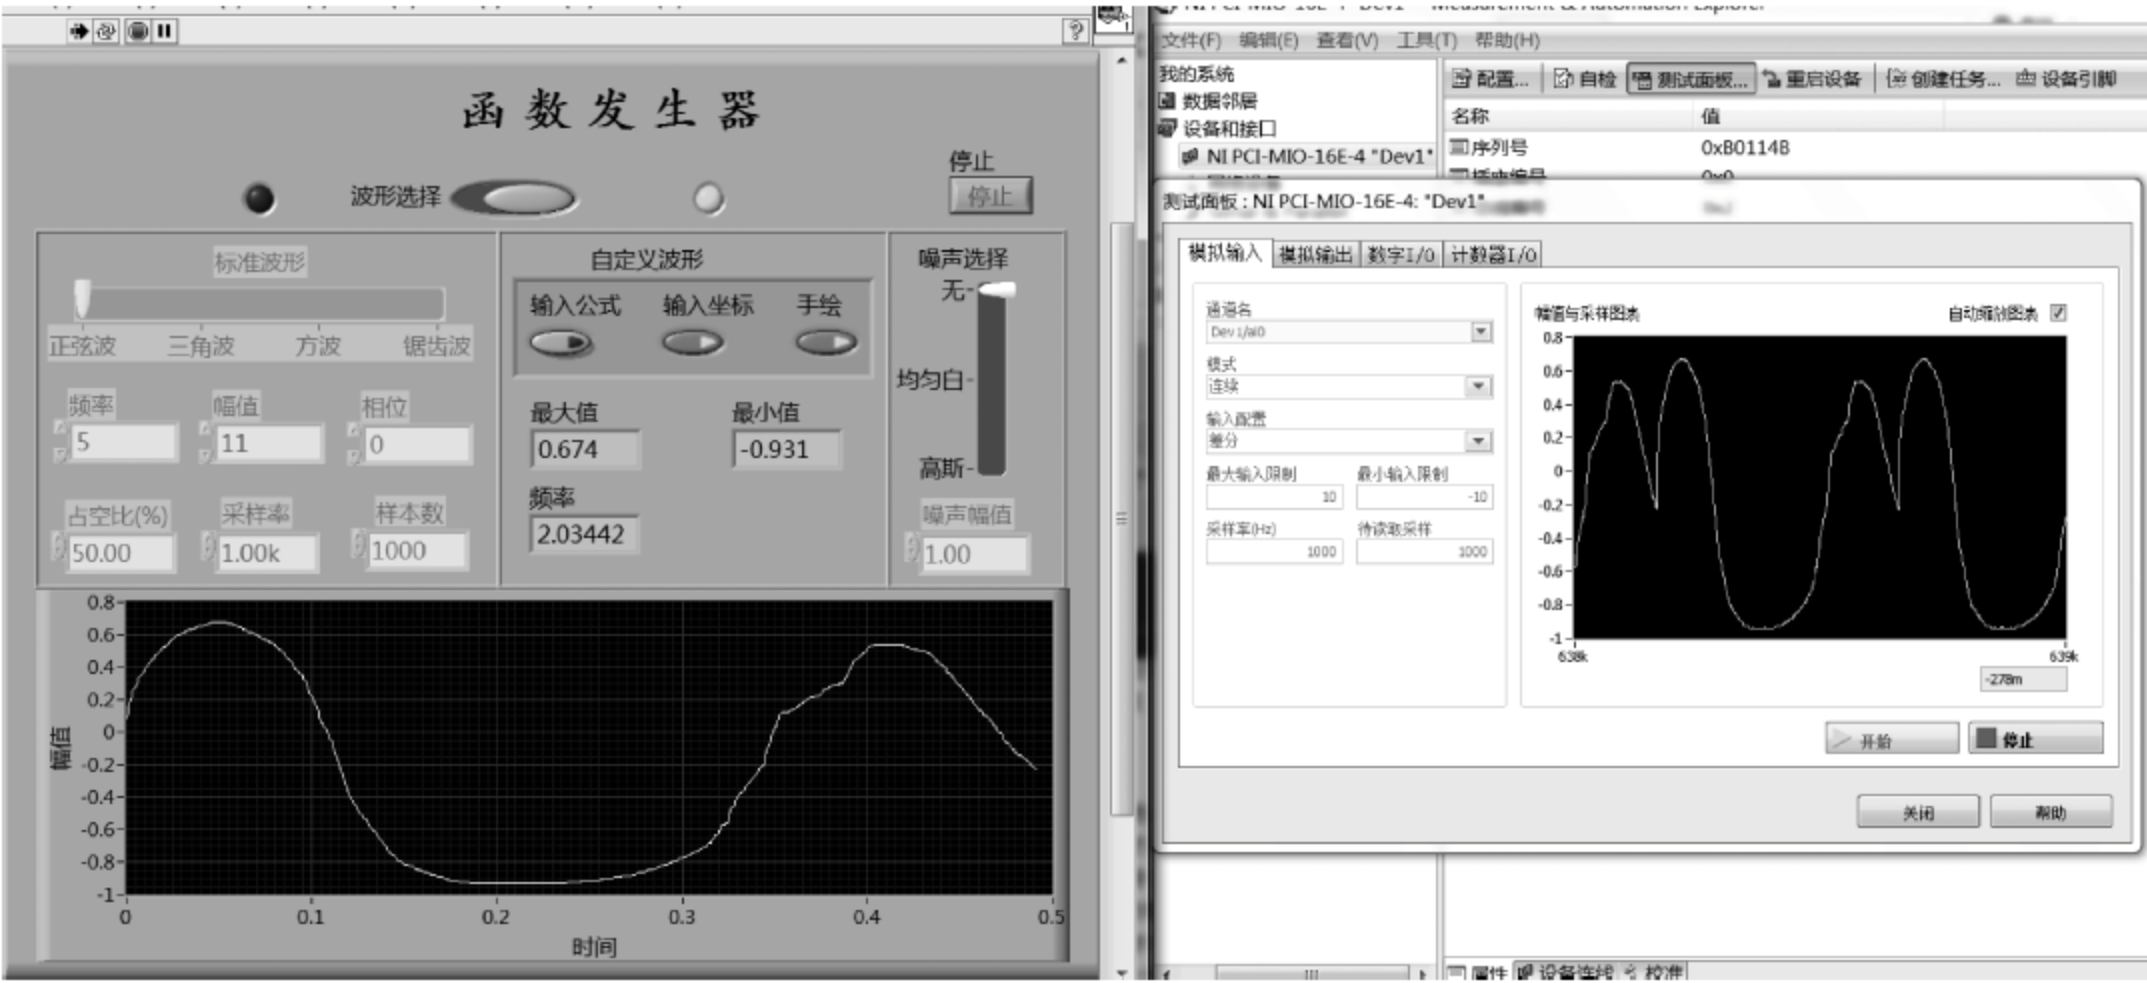 函数发生器
停止
波形选择
停止
标准波形
正弦波 三角波 方波 锯齿波
频率 幅值 相位
5 11 0
占空比(%) 采样率 样本数
50.00 1.00k 1000
自定义波形
输入公式 输入坐标 手绘
最大值 最小值
0.674 -0.931
频率
2.03442
噪声选择
无
均匀白
高斯
噪声幅值
1.00
幅值
0.8
0.6
0.4
0.2
0
-0.2
-0.4
-0.6
-0.8
-1
0 0.1 0.2 0.3 0.4 0.5
时间
NI PCI-MIO-16E-4 "Dev1" - Measurement & Automation Explorer
文件(F) 编辑(E) 查看(V) 工具(T) 帮助(H)
我的系统
数据邻居
设备和接口
NI PCI-MIO-16E-4 "Dev1"
配置... 自检 测试面板... 重启设备 创建任务... 设备引脚
名称 值
序列号 0xB0114B
插座编号 0x0
测试面板 : NI PCI-MIO-16E-4: "Dev1"
模拟输入 模拟输出 数字I/O 计数器I/O
通道名
Dev1/ai0
模式
连续
输入配置
差分
最大输入限制 最小输入限制
10 -10
采样率(Hz) 待读取采样
1000 1000
幅值与采样图表 自动缩放图表
0.8
0.6
0.4
0.2
0
-0.2
-0.4
-0.6
-0.8
-1
638k 639k
-278m
开始 停止
关闭 帮助
属性 设备连线 校准